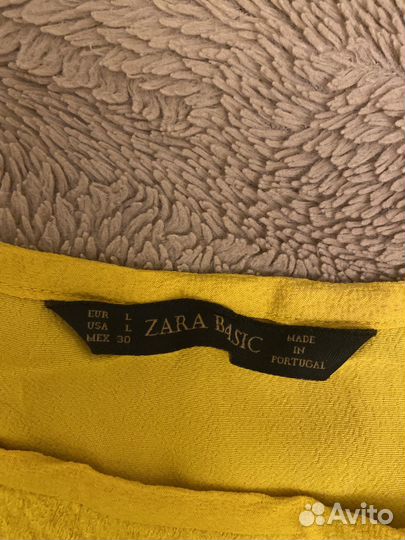 EUR L
USA L
MEX 30
ZARA BASIC
MADE
IN
PORTUGAL
Avito